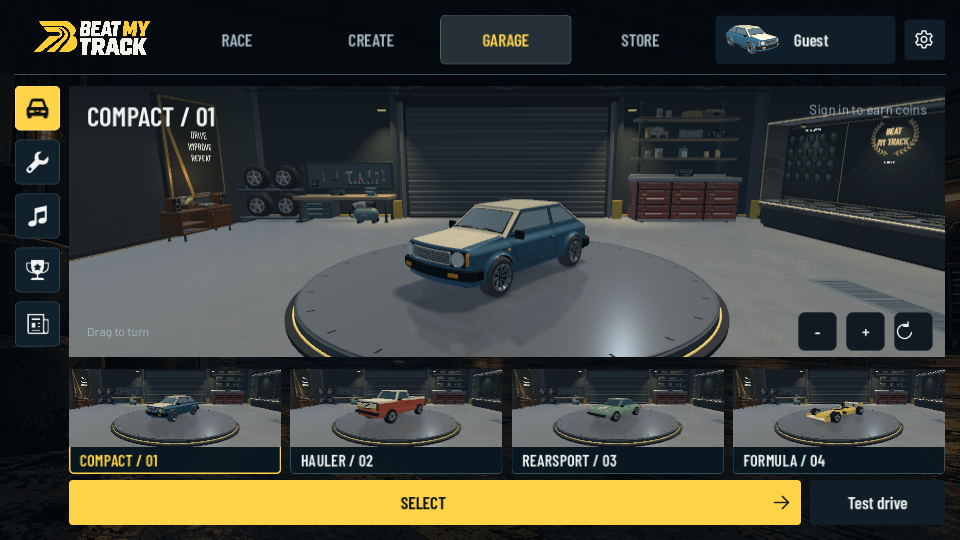 BEAT MY
TRACK
RACE
CREATE
GARAGE
STORE
Guest
COMPACT / 01
Sign in to earn coins
DRIVE
IMPROVE
REPEAT
BEAT
MY TRACK
Drag to turn
-
+
COMPACT / 01
HAULER / 02
REARSPORT / 03
FORMULA / 04
SELECT
Test drive